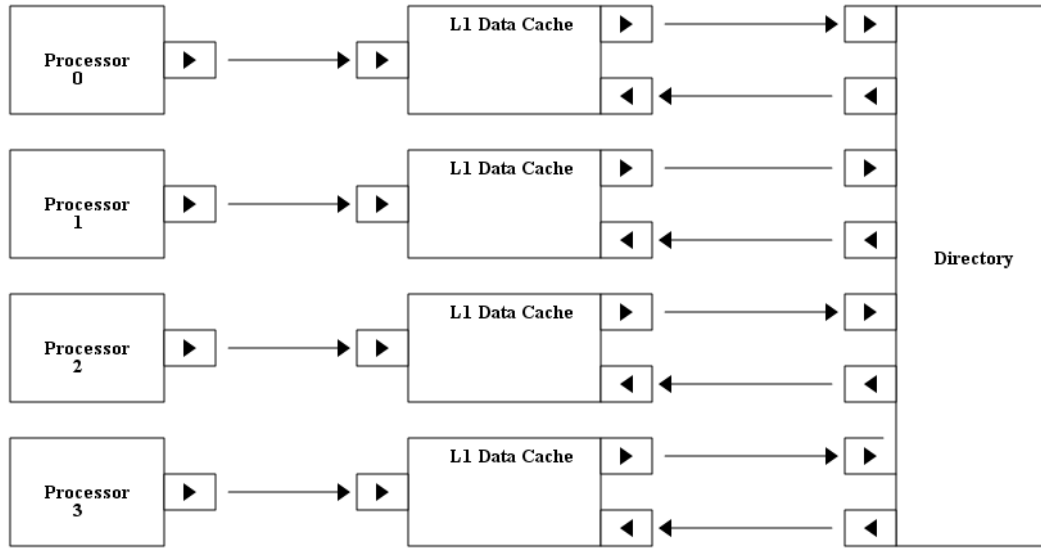 Processor
0
L1 Data Cache
Processor
1
L1 Data Cache
Directory
Processor
2
L1 Data Cache
Processor
3
L1 Data Cache